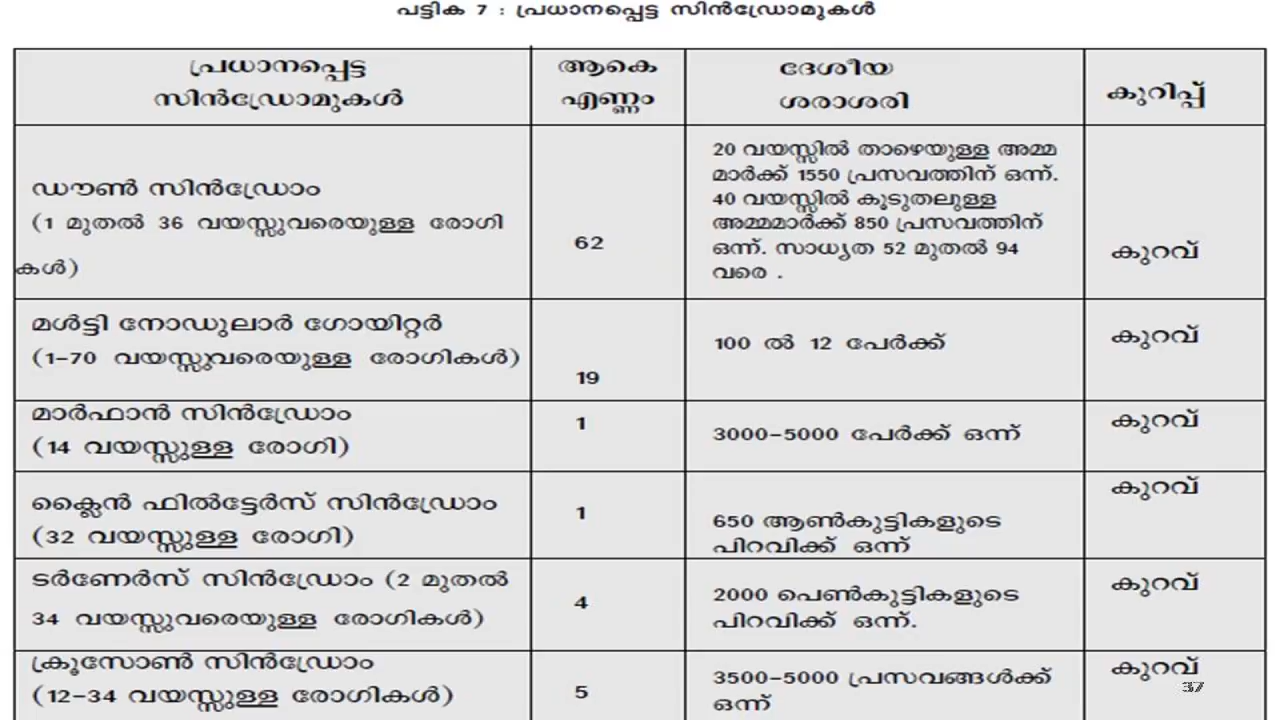 പട്ടിക 7 : പ്രധാനപ്പെട്ട സിൻഡ്രോമുകൾ
പ്രധാനപ്പെട്ട
സിൻഡ്രോമുകൾ
ആകെ
എണ്ണം
ദേശീയ
ശരാശരി
കുറിപ്പ്
ഡൗൺ സിൻഡ്രോം
(1 മുതൽ 36 വയസ്സുവരെയുള്ള രോഗി
കൾ)
62
20 വയസ്സിൽ താഴെയുള്ള അമ്മ
മാർക്ക് 1550 പ്രസവത്തിന് ഒന്ന്.
40 വയസ്സിൽ കൂടുതലുള്ള
അമ്മമാർക്ക് 850 പ്രസവത്തിന്
ഒന്ന്. സാധ്യത 52 മുതൽ 94
വരെ .
കുറവ്
മൾട്ടി നോഡുലാർ ഗോയിറ്റർ
(1-70 വയസ്സുവരെയുള്ള രോഗികൾ)
19
100 ൽ 12 പേർക്ക്
കുറവ്
മാർഫാൻ സിൻഡ്രോം
(14 വയസ്സുള്ള രോഗി)
1
3000-5000 പേർക്ക് ഒന്ന്
കുറവ്
ക്ലൈൻ ഫിൽട്ടേർസ് സിൻഡ്രോം
(32 വയസ്സുള്ള രോഗി)
1
650 ആൺകുട്ടികളുടെ
പിറവിക്ക് ഒന്ന്
കുറവ്
ടർണേർസ് സിൻഡ്രോം (2 മുതൽ
34 വയസ്സുവരെയുള്ള രോഗികൾ)
4
2000 പെൺകുട്ടികളുടെ
പിറവിക്ക് ഒന്ന്.
കുറവ്
ക്രൂസോൺ സിൻഡ്രോം
(12-34 വയസ്സുള്ള രോഗികൾ)
5
3500-5000 പ്രസവങ്ങൾക്ക്
ഒന്ന്
കുറവ്
37